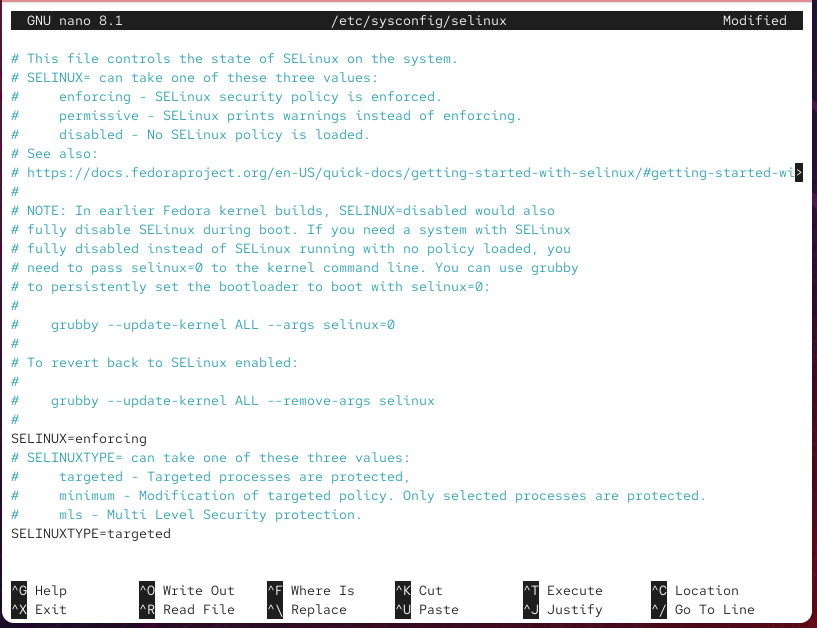 GNU nano 8.1 /etc/sysconfig/selinux Modified
# This file controls the state of SELinux on the system.
# SELINUX= can take one of these three values:
#     enforcing - SELinux security policy is enforced.
#     permissive - SELinux prints warnings instead of enforcing.
#     disabled - No SELinux policy is loaded.
# See also:
# https://docs.fedoraproject.org/en-US/quick-docs/getting-started-with-selinux/#getting-started-wi>
#
# NOTE: In earlier Fedora kernel builds, SELINUX=disabled would also
# fully disable SELinux during boot. If you need a system with SELinux
# fully disabled instead of SELinux running with no policy loaded, you
# need to pass selinux=0 to the kernel command line. You can use grubby
# to persistently set the bootloader to boot with selinux=0:
#
#    grubby --update-kernel ALL --args selinux=0
#
# To revert back to SELinux enabled:
#
#    grubby --update-kernel ALL --remove-args selinux
#
SELINUX=enforcing
# SELINUXTYPE= can take one of these three values:
#     targeted - Targeted processes are protected,
#     minimum - Modification of targeted policy. Only selected processes are protected.
#     mls - Multi Level Security protection.
SELINUXTYPE=targeted
^G Help ^O Write Out ^F Where Is ^K Cut ^T Execute ^C Location
^X Exit ^R Read File ^\ Replace ^U Paste ^J Justify ^/ Go To Line